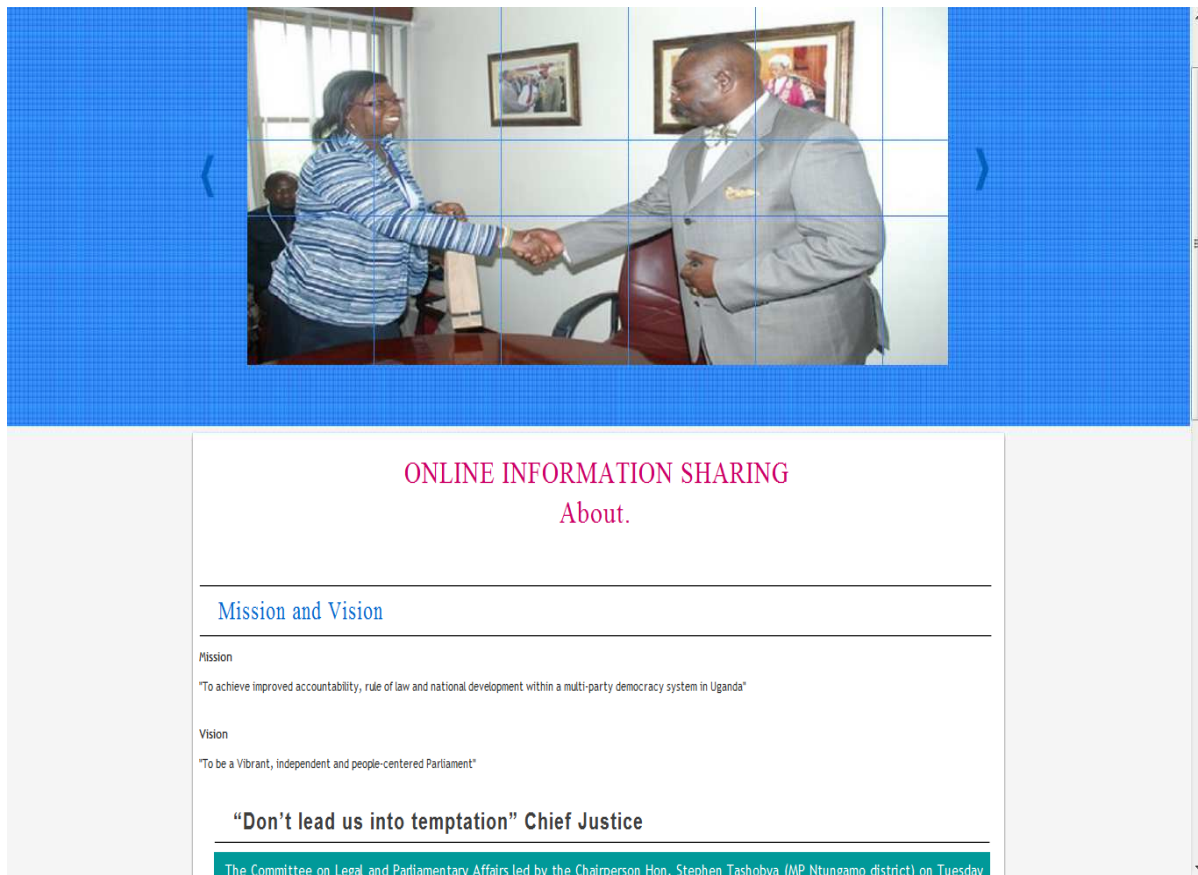 ONLINE INFORMATION SHARING
About.
Mission and Vision
Mission
"To achieve improved accountability, rule of law and national development within a multi-party democracy system in Uganda"
Vision
"To be a Vibrant, independent and people-centered Parliament"
“Don’t lead us into temptation” Chief Justice
The Committee on Legal and Parliamentary Affairs led by the Chairperson Hon. Stephen Tashobya (MP Ntungamo district) on Tuesday